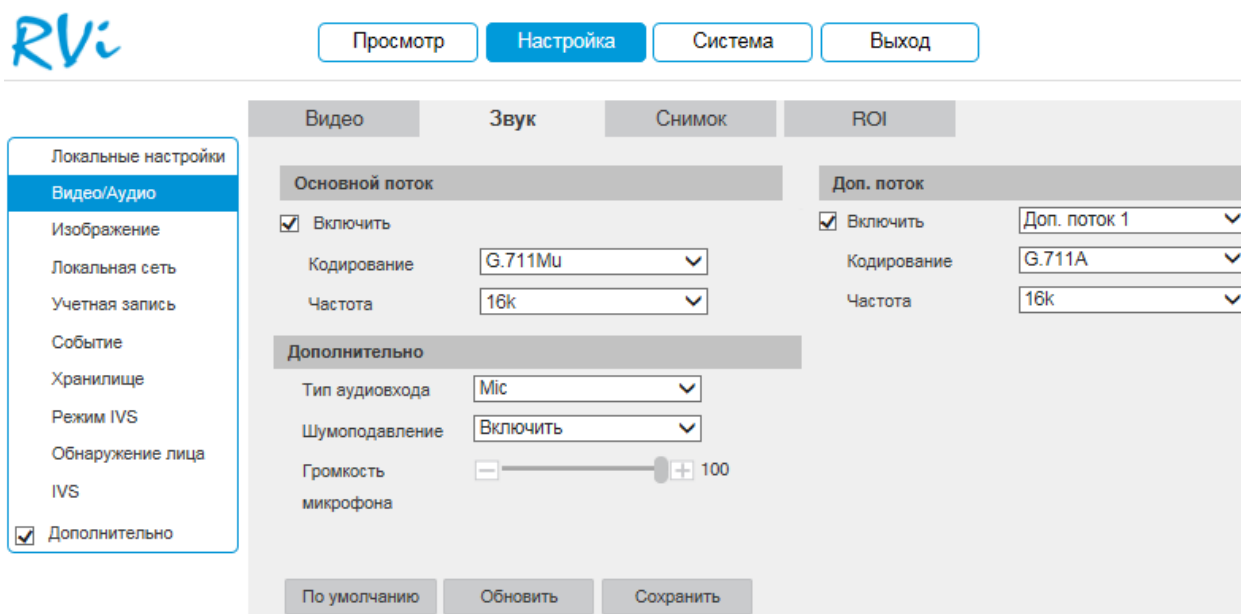 RVi
Просмотр
Настройка
Система
Выход
Видео
Звук
Снимок
ROI
Локальные настройки
Видео/Аудио
Изображение
Локальная сеть
Учетная запись
Событие
Хранилище
Режим IVS
Обнаружение лица
IVS
Дополнительно
Основной поток
Включить
Кодирование G.711Mu
Частота 16k
Доп. поток
Включить Доп. поток 1
Кодирование G.711A
Частота 16k
Дополнительно
Тип аудиовхода Mic
Шумоподавление Включить
Громкость 100
микрофона
По умолчанию
Обновить
Сохранить